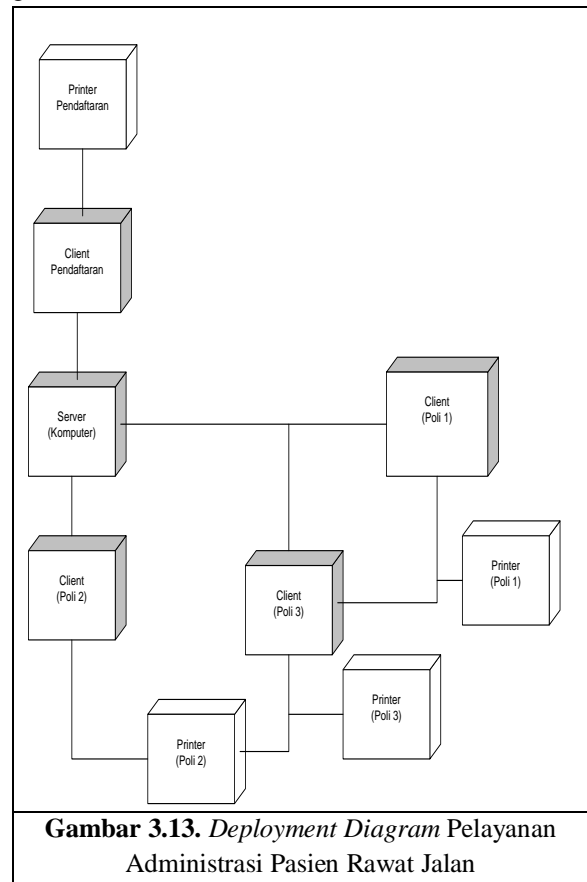 Printer
Pendaftaran
Client
Pendaftaran
Server
(Komputer)
Client
(Poli 1)
Client
(Poli 2)
Client
(Poli 3)
Printer
(Poli 1)
Printer
(Poli 3)
Printer
(Poli 2)
Gambar 3.13. Deployment Diagram Pelayanan
Administrasi Pasien Rawat Jalan